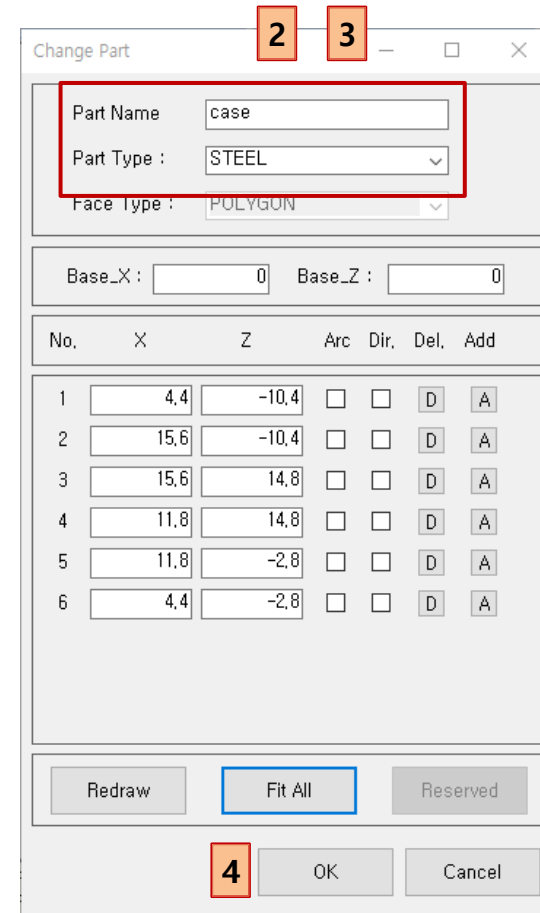 2 3
Change Part
Part Name case
Part Type : STEEL
Face Type : POLYGON
Base_X : 0 Base_Z : 0
No. X Z Arc Dir. Del. Add
1 4.4 -10.4 D A
2 15.6 -10.4 D A
3 15.6 14.8 D A
4 11.8 14.8 D A
5 11.8 -2.8 D A
6 4.4 -2.8 D A
Redraw Fit All Reserved
4 OK Cancel